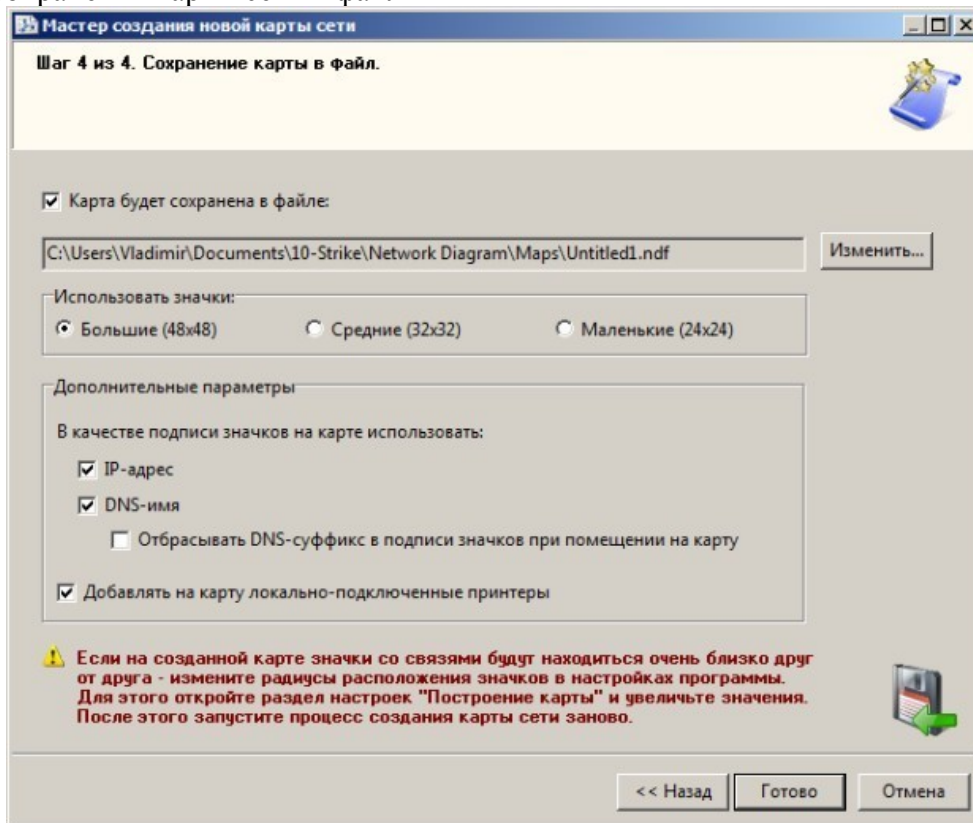 Мастер создания новой карты сети
Шаг 4 из 4. Сохранение карты в файл.
Карта будет сохранена в файле:
C:\Users\Vladimir\Documents\10-Strike\Network Diagram\Maps\Untitled1.ndf
Изменить...
Использовать значки:
Большие (48x48) Средние (32x32) Маленькие (24x24)
Дополнительные параметры
В качестве подписи значков на карте использовать:
IP-адрес
DNS-имя
Отбрасывать DNS-суффикс в подписи значков при помещении на карту
Добавлять на карту локально-подключенные принтеры
Если на созданной карте значки со связями будут находиться очень близко друг
от друга - измените радиусы расположения значков в настройках программы.
Для этого откройте раздел настроек "Построение карты" и увеличьте значения.
После этого запустите процесс создания карты сети заново.
<< Назад Готово Отмена